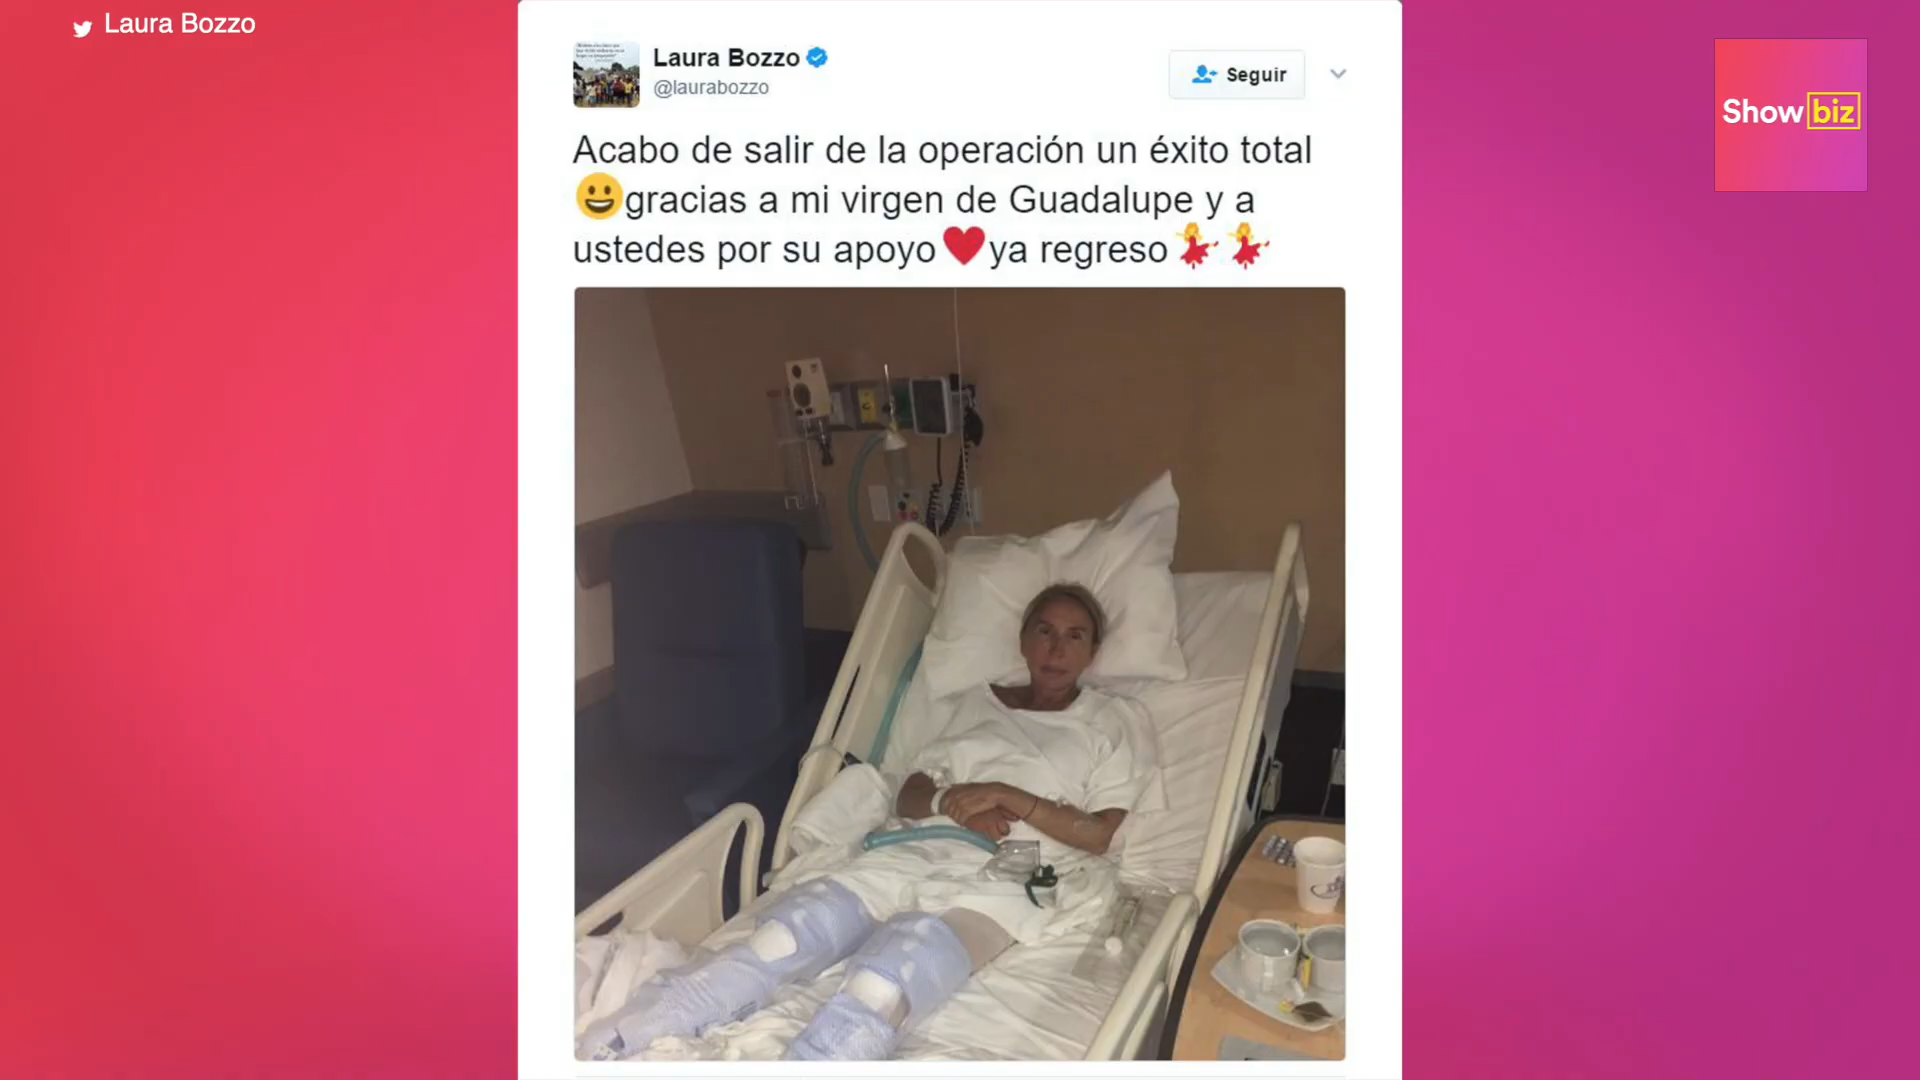 Laura Bozzo
Show biz
Laura Bozzo
@laurabozzo
Seguir
Acabo de salir de la operación un éxito total
😀gracias a mi virgen de Guadalupe y a
ustedes por su apoyo❤ya regreso💃💃